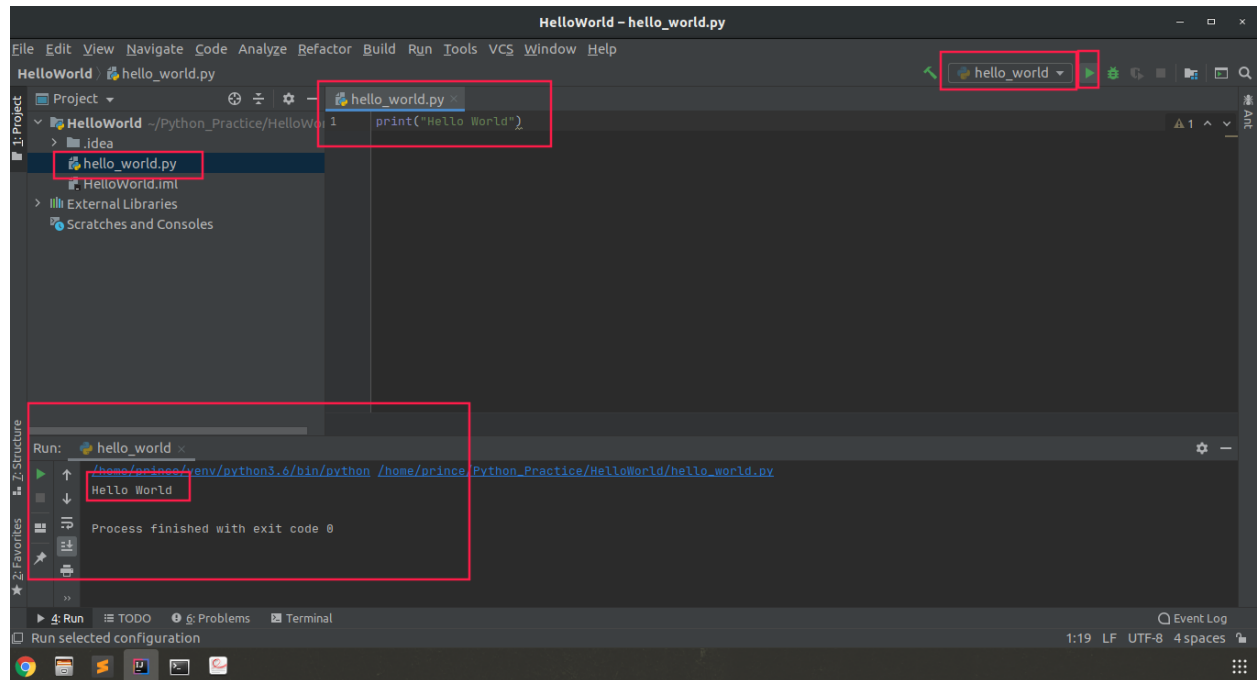 HelloWorld – hello_world.py
File Edit View Navigate Code Analyze Refactor Build Run Tools VCS Window Help
HelloWorld hello_world.py
hello_world
1: Project
Project
hello_world.py
Ant
HelloWorld ~/Python_Practice/HelloWor
1 print("Hello World")
1
.idea
hello_world.py
HelloWorld.iml
External Libraries
Scratches and Consoles
7: Structure
2: Favorites
Run: hello_world
/home/prince/venv/python3.6/bin/python /home/prince/Python_Practice/HelloWorld/hello_world.py
Hello World
Process finished with exit code 0
4: Run TODO 6: Problems Terminal Event Log
Run selected configuration 1:19 LF UTF-8 4 spaces